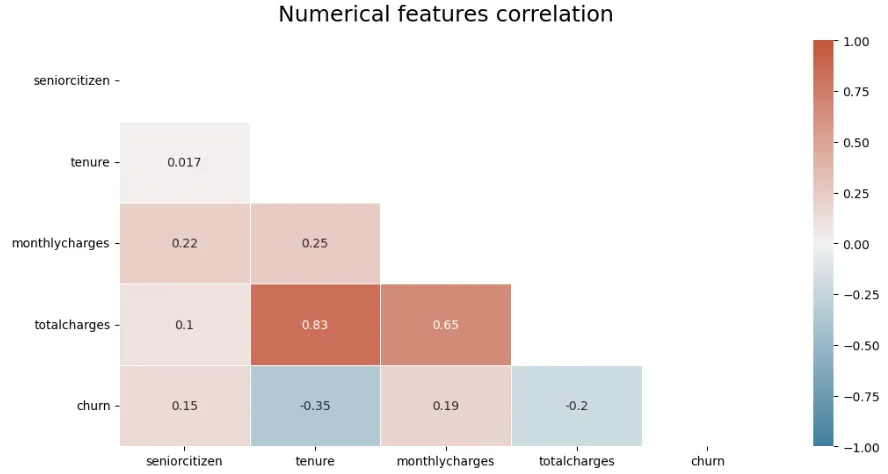 Numerical features correlation
seniorcitizen
tenure
0.017
monthlycharges
0.22
0.25
totalcharges
0.1
0.83
0.65
churn
0.15
-0.35
0.19
-0.2
seniorcitizen
tenure
monthlycharges
totalcharges
churn
1.00
0.75
0.50
0.25
0.00
−0.25
−0.50
−0.75
−1.00